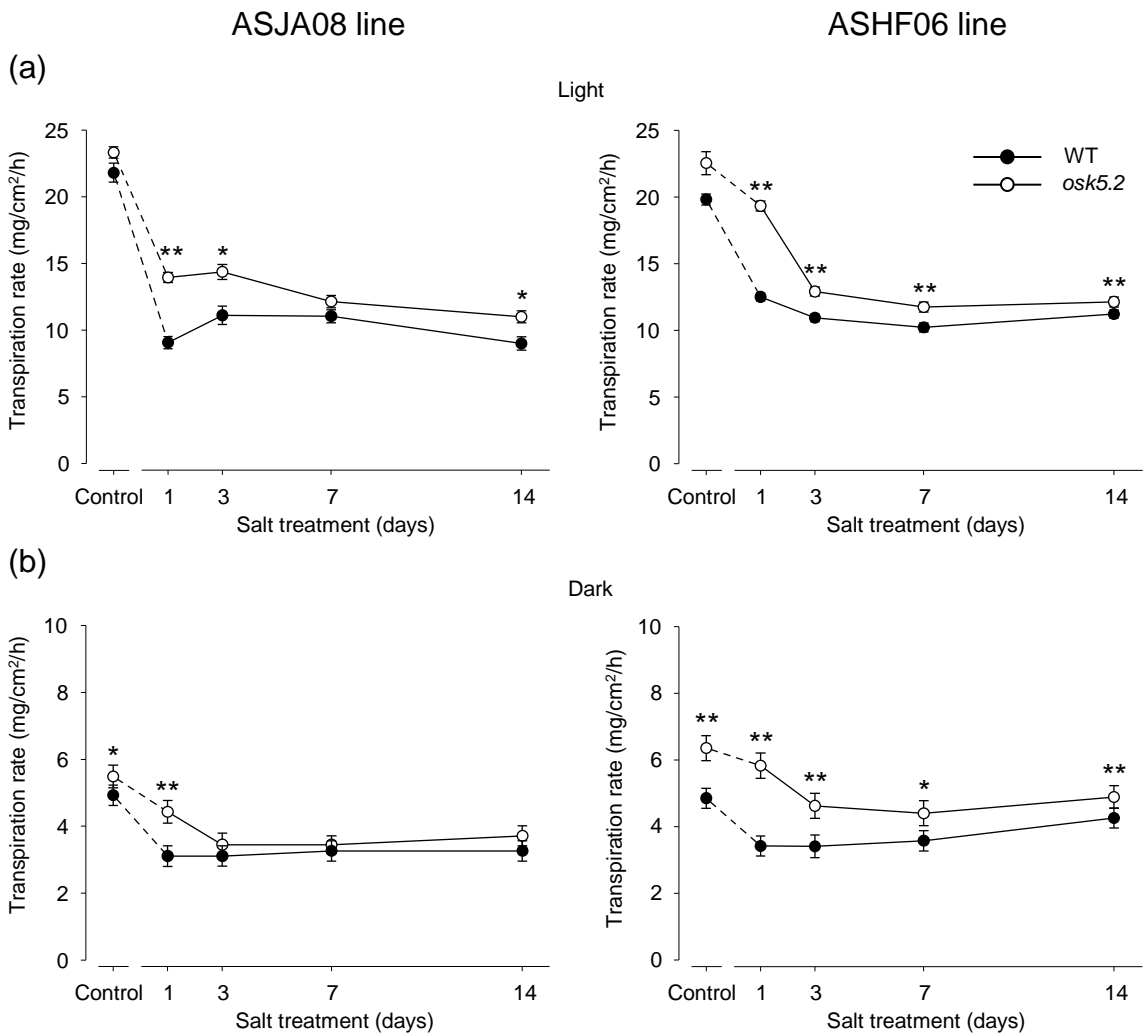 ASJA08 line
ASHF06 line
(a)
Light
Transpiration rate (mg/cm²/h)
25
20
15
10
5
0
** * *
Control 1 3 7 14
Salt treatment (days)
Transpiration rate (mg/cm²/h)
25
20
15
10
5
0
** ** ** **
WT
osk5.2
Control 1 3 7 14
Salt treatment (days)
(b)
Dark
Transpiration rate (mg/cm²/h)
10
8
6
4
2
0
* **
Control 1 3 7 14
Salt treatment (days)
Transpiration rate (mg/cm²/h)
10
8
6
4
2
0
** ** ** * **
Control 1 3 7 14
Salt treatment (days)